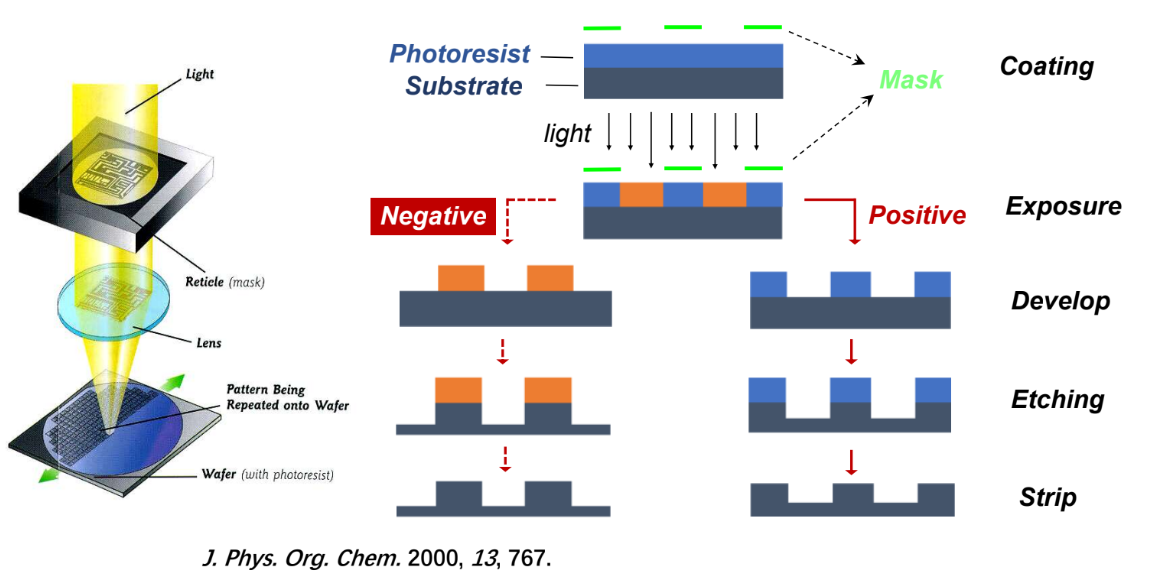 Light
Reticle (mask)
Lens
Pattern Being
Repeated onto Wafer
Wafer (with photoresist)
Photoresist
Substrate
Mask
Coating
light
Negative
Positive
Exposure
Develop
Etching
Strip
J. Phys. Org. Chem. 2000, 13, 767.